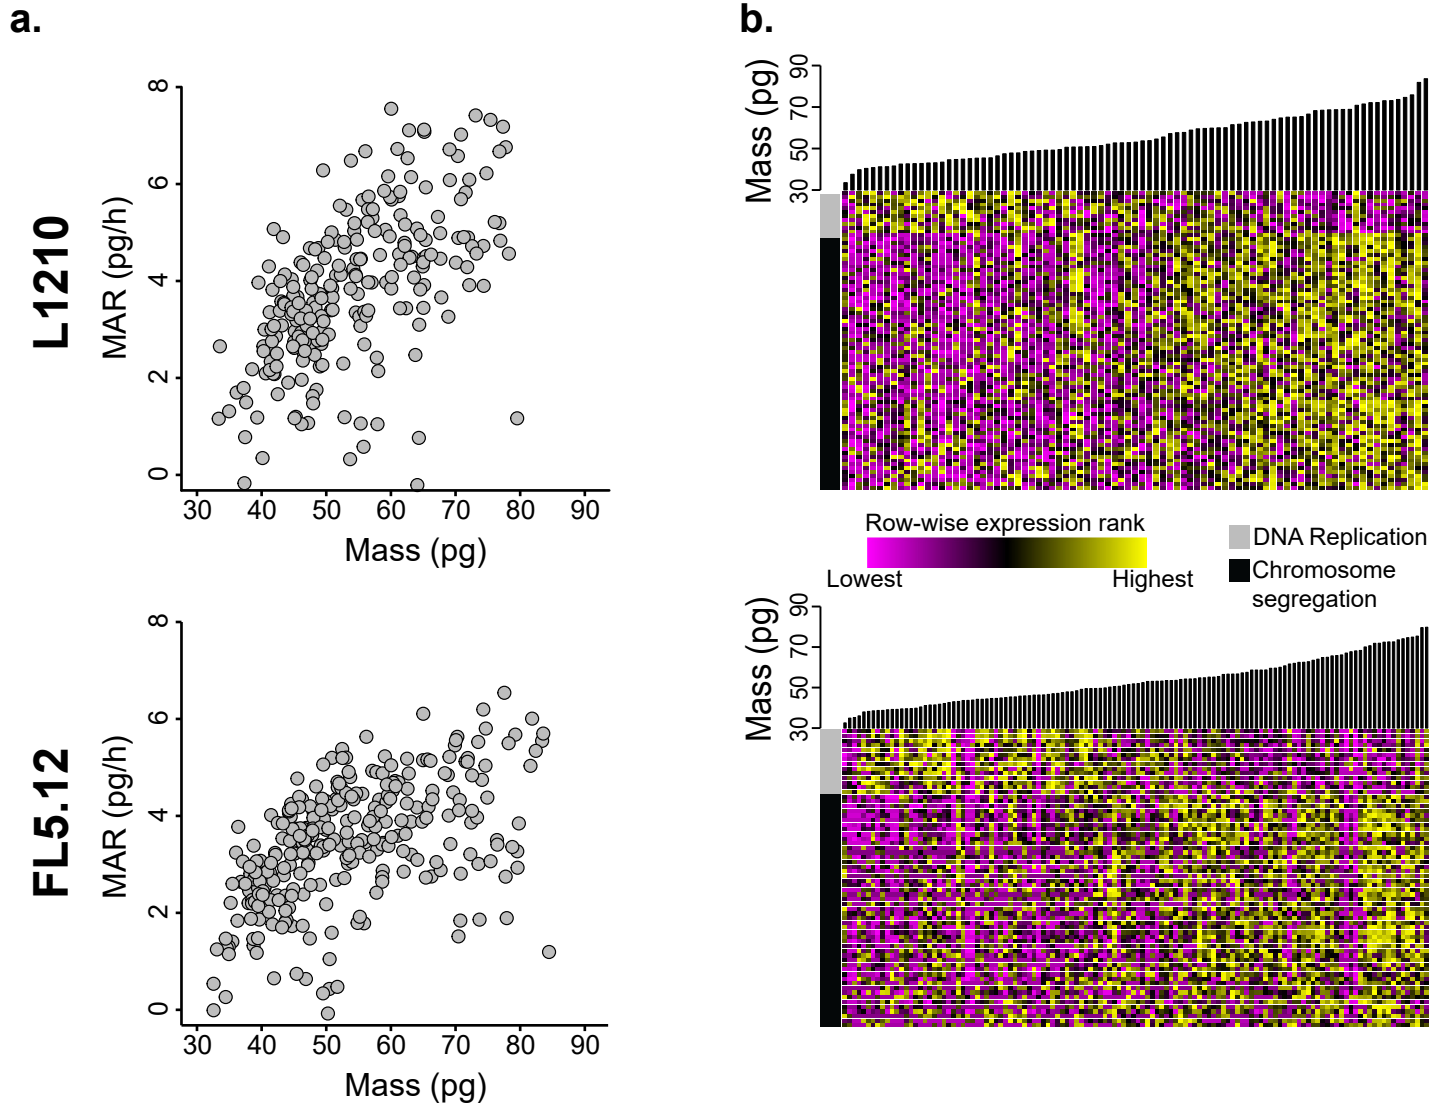 a.
L1210
MAR (pg/h)
8
6
4
2
0
30 40 50 60 70 80 90
Mass (pg)
FL5.12
MAR (pg/h)
8
6
4
2
0
30 40 50 60 70 80 90
Mass (pg)
b.
Mass (pg)
90
70
50
30
Row-wise expression rank
Lowest Highest
DNA Replication
Chromosome
segregation
Mass (pg)
90
70
50
30